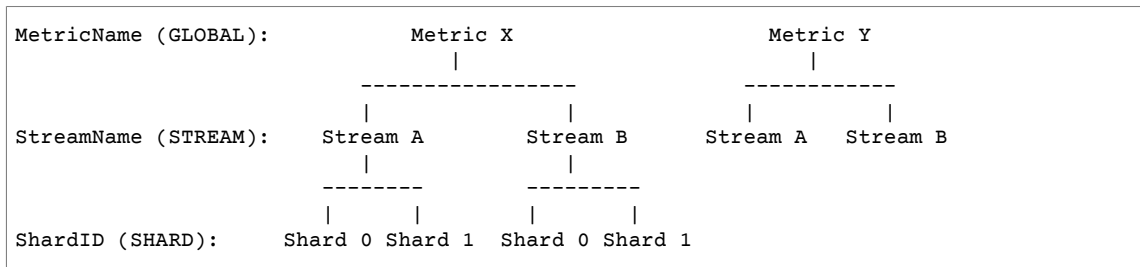 MetricName (GLOBAL):              Metric X                       Metric Y
                                     |                              |
                             -----------------                ------------
                             |               |                |          |
StreamName (STREAM):     Stream A        Stream B       Stream A   Stream B
                             |               |
                          --------       ---------
                          |      |       |       |
ShardID (SHARD):      Shard 0 Shard 1  Shard 0 Shard 1